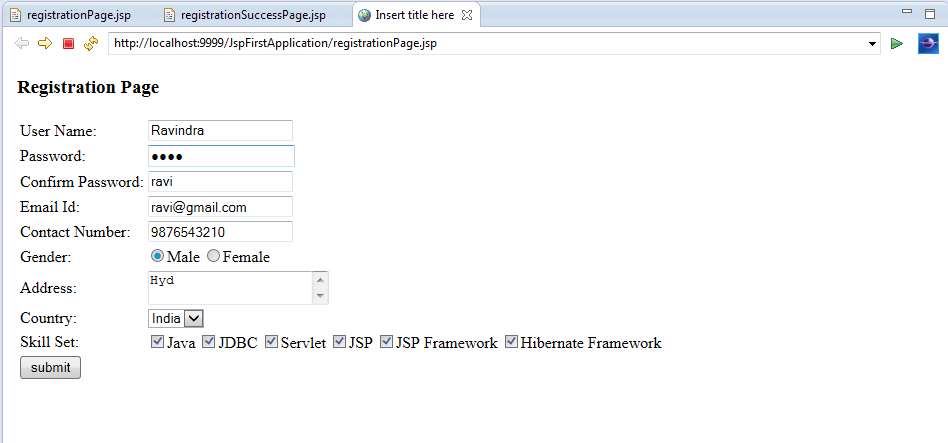 registrationPage.jsp registrationSuccessPage.jsp Insert title here
http://localhost:9999/JspFirstApplication/registrationPage.jsp
Registration Page
User Name: Ravindra
Password: ●●●●
Confirm Password: ravi
Email Id: ravi@gmail.com
Contact Number: 9876543210
Gender: Male Female
Address: Hyd
Country: India
Skill Set: Java JDBC Servlet JSP JSP Framework Hibernate Framework
submit